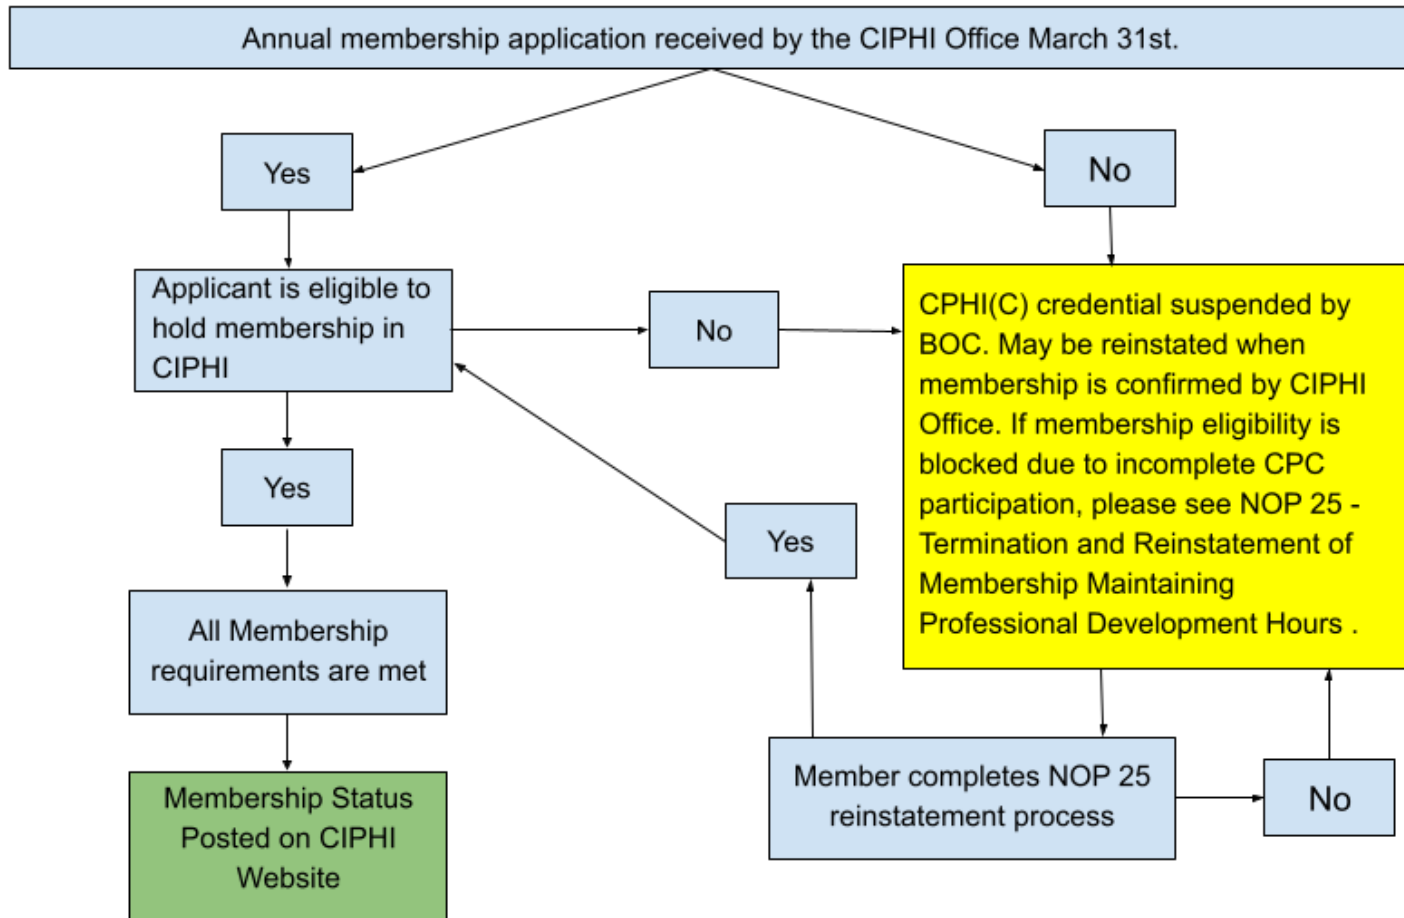 Annual membership application received by the CIPHI Office March 31st.
Yes
No
Applicant is eligible to
hold membership in
CIPHI
No
CPHI(C) credential suspended by
BOC. May be reinstated when
membership is confirmed by CIPHI
Office. If membership eligibility is
blocked due to incomplete CPC
participation, please see NOP 25 -
Termination and Reinstatement of
Membership Maintaining
Professional Development Hours .
Yes
Yes
All Membership
requirements are met
Member completes NOP 25
reinstatement process
No
Membership Status
Posted on CIPHI
Website